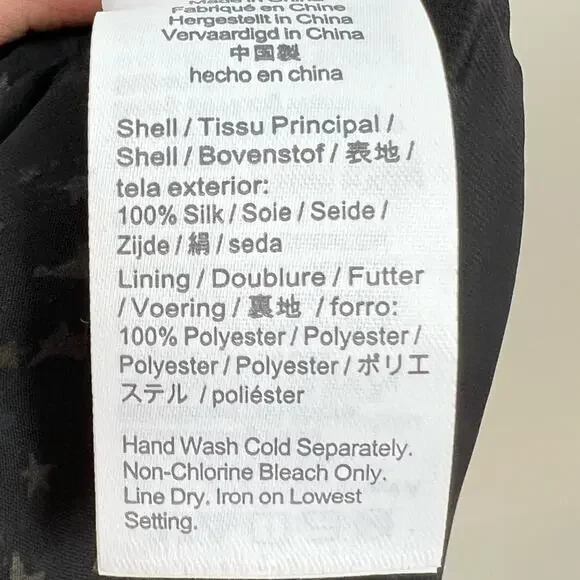 Made in China
Fabriqué en Chine
Hergestellt in China
Vervaardigd in China
中国製
hecho en china
Shell / Tissu Principal /
Shell / Bovenstof / 表地 /
tela exterior:
100% Silk / Soie / Seide /
Zijde / 絹 / seda
Lining / Doublure / Futter
/ Voering / 裏地 / forro:
100% Polyester / Polyester /
Polyester / Polyester / ポリエ
ステル / poliéster
Hand Wash Cold Separately.
Non-Chlorine Bleach Only.
Line Dry. Iron on Lowest
Setting.